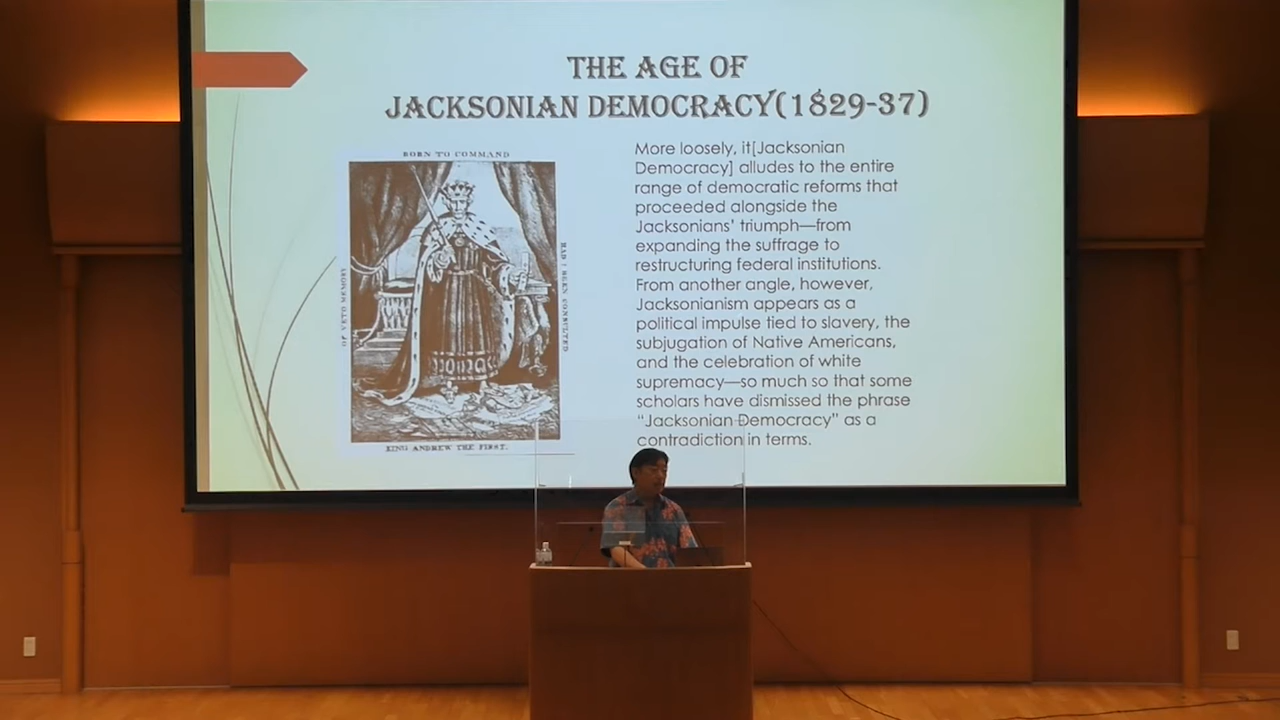 THE AGE OF
JACKSONIAN DEMOCRACY(1829-37)
BORN TO COMMAND
OF VETO MEMORY
HAD I BEEN CONSULTED
KING ANDREW THE FIRST.
More loosely, it[Jacksonian
Democracy] alludes to the entire
range of democratic reforms that
proceeded alongside the
Jacksonians' triumph—from
expanding the suffrage to
restructuring federal institutions.
From another angle, however,
Jacksonianism appears as a
political impulse tied to slavery, the
subjugation of Native Americans,
and the celebration of white
supremacy—so much so that some
scholars have dismissed the phrase
“Jacksonian Democracy” as a
contradiction in terms.